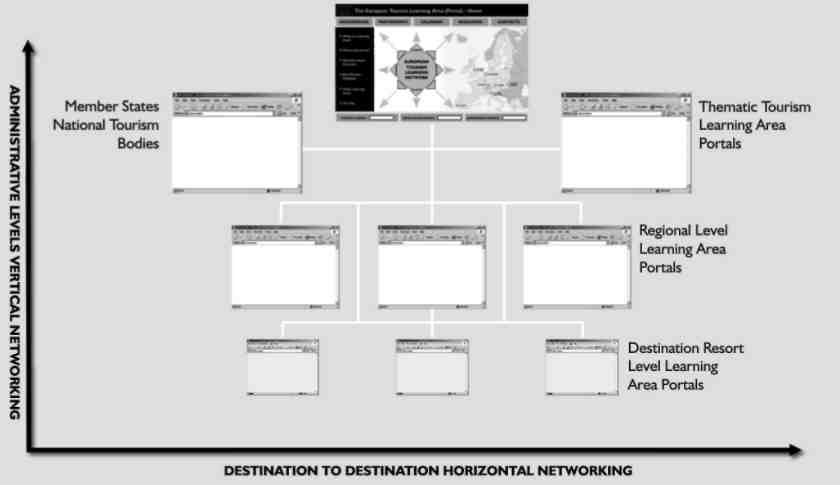 The European Tourism Learning Area (Portal) - Home
EUROPEAN
TOURISM
LEARNING
NETWORK
Member States
National Tourism
Bodies
Thematic Tourism
Learning Area
Portals
Regional Level
Learning Area
Portals
Destination Resort
Level Learning
Area Portals
ADMINISTRATIVE LEVELS VERTICAL NETWORKING
DESTINATION TO DESTINATION HORIZONTAL NETWORKING